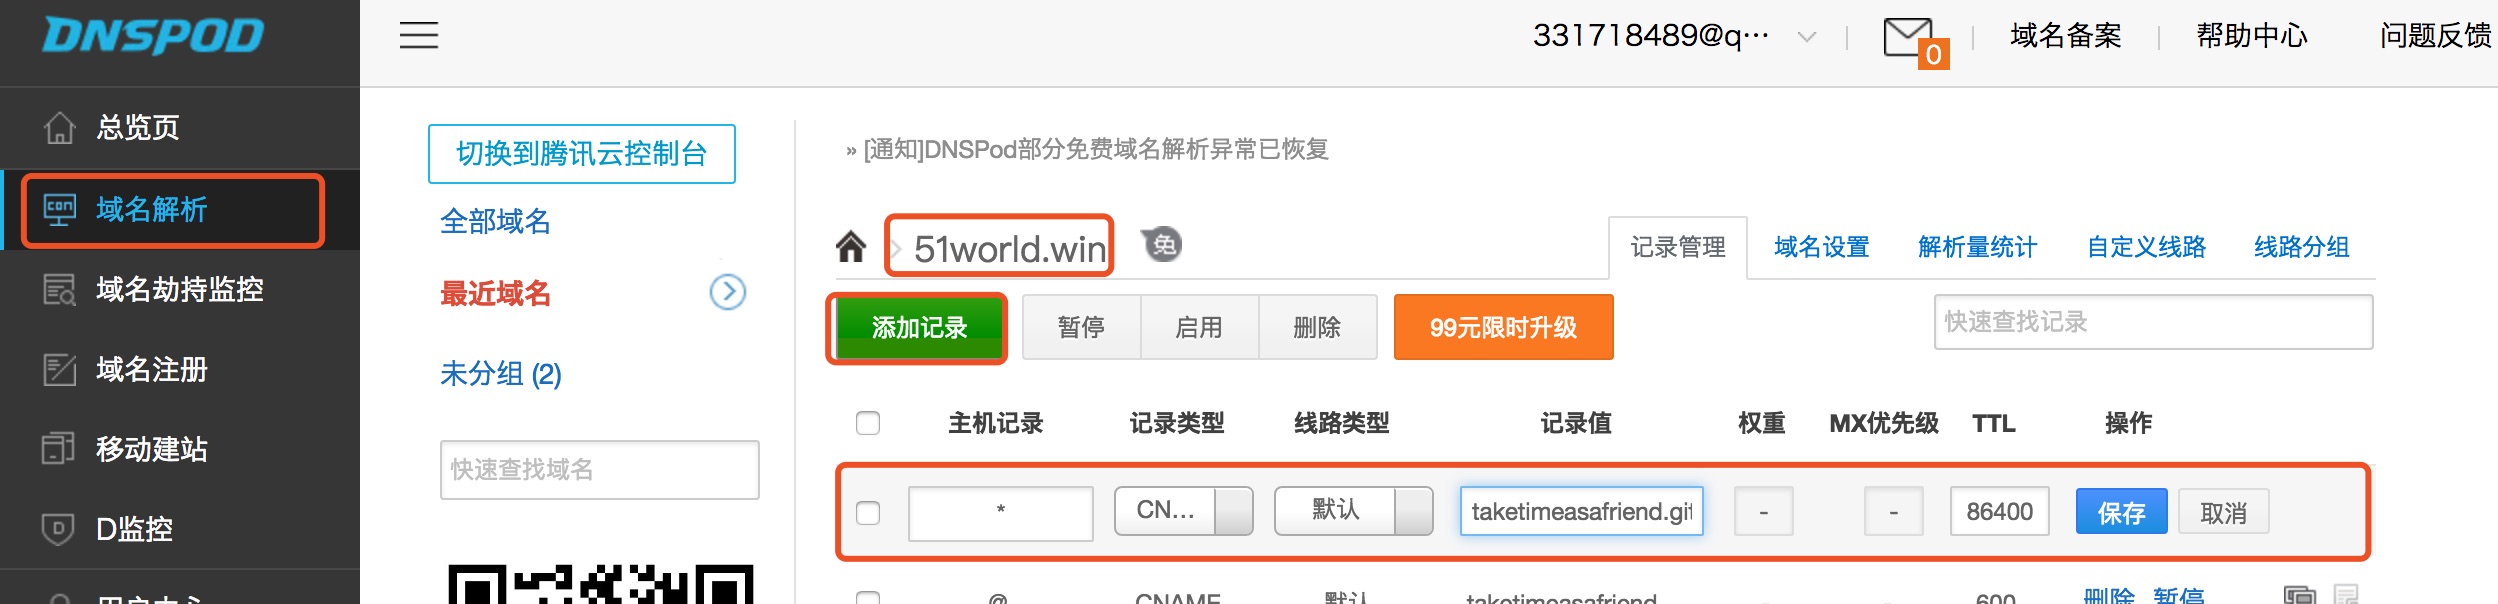 DNSPOD
331718489@q···
0
域名备案
帮助中心
问题反馈
总览页
域名解析
域名劫持监控
域名注册
移动建站
D监控
切换到腾讯云控制台
全部域名
最近域名
未分组 (2)
快速查找域名
» [通知]DNSPod部分免费域名解析异常已恢复
51world.win
免
记录管理 域名设置 解析量统计 自定义线路 线路分组
添加记录 暂停 启用 删除 99元限时升级 快速查找记录
主机记录 记录类型 线路类型 记录值 权重 MX优先级 TTL 操作
* CN... 默认 taketimeasafriend.git - - 86400 保存 取消
@ CNAME 默认 taketimeasafriend. - - 600 删除 暂停